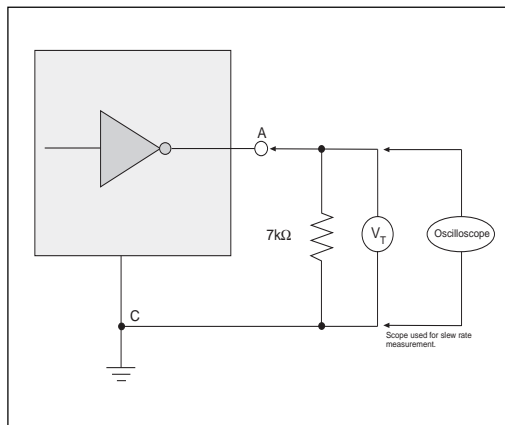 A
7kΩ
VT
Oscilloscope
C
Scope used for slew rate
measurement.